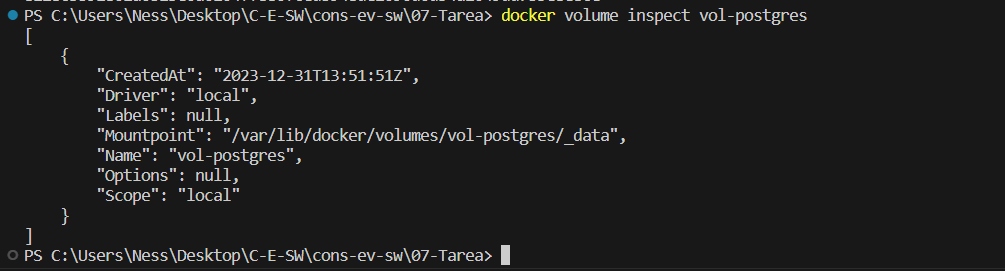 PS C:\Users\Ness\Desktop\C-E-SW\cons-ev-sw\07-Tarea> docker volume inspect vol-postgres
[
    {
        "CreatedAt": "2023-12-31T13:51:51Z",
        "Driver": "local",
        "Labels": null,
        "Mountpoint": "/var/lib/docker/volumes/vol-postgres/_data",
        "Name": "vol-postgres",
        "Options": null,
        "Scope": "local"
    }
]
PS C:\Users\Ness\Desktop\C-E-SW\cons-ev-sw\07-Tarea>